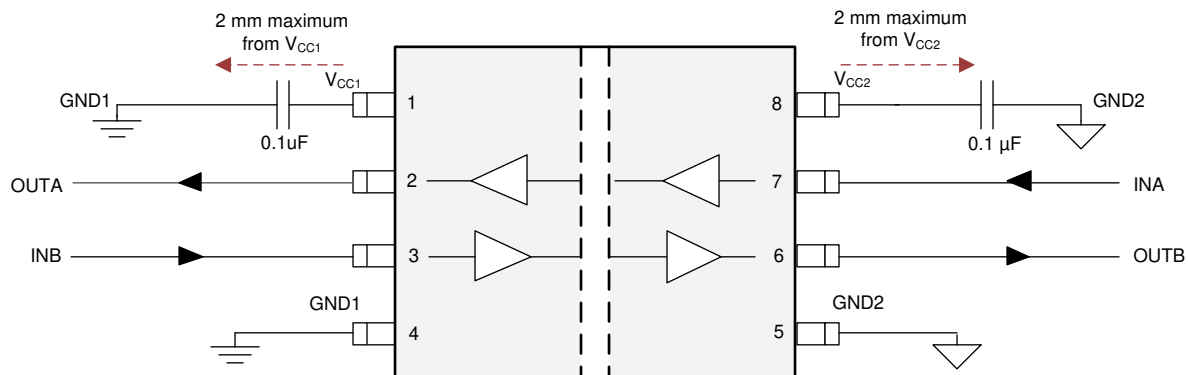 2 mm maximum
from VCC1
2 mm maximum
from VCC2
VCC1
VCC2
GND1
1
8
GND2
0.1uF
0.1 µF
OUTA
2
7
INA
INB
3
6
OUTB
GND1
GND2
4
5